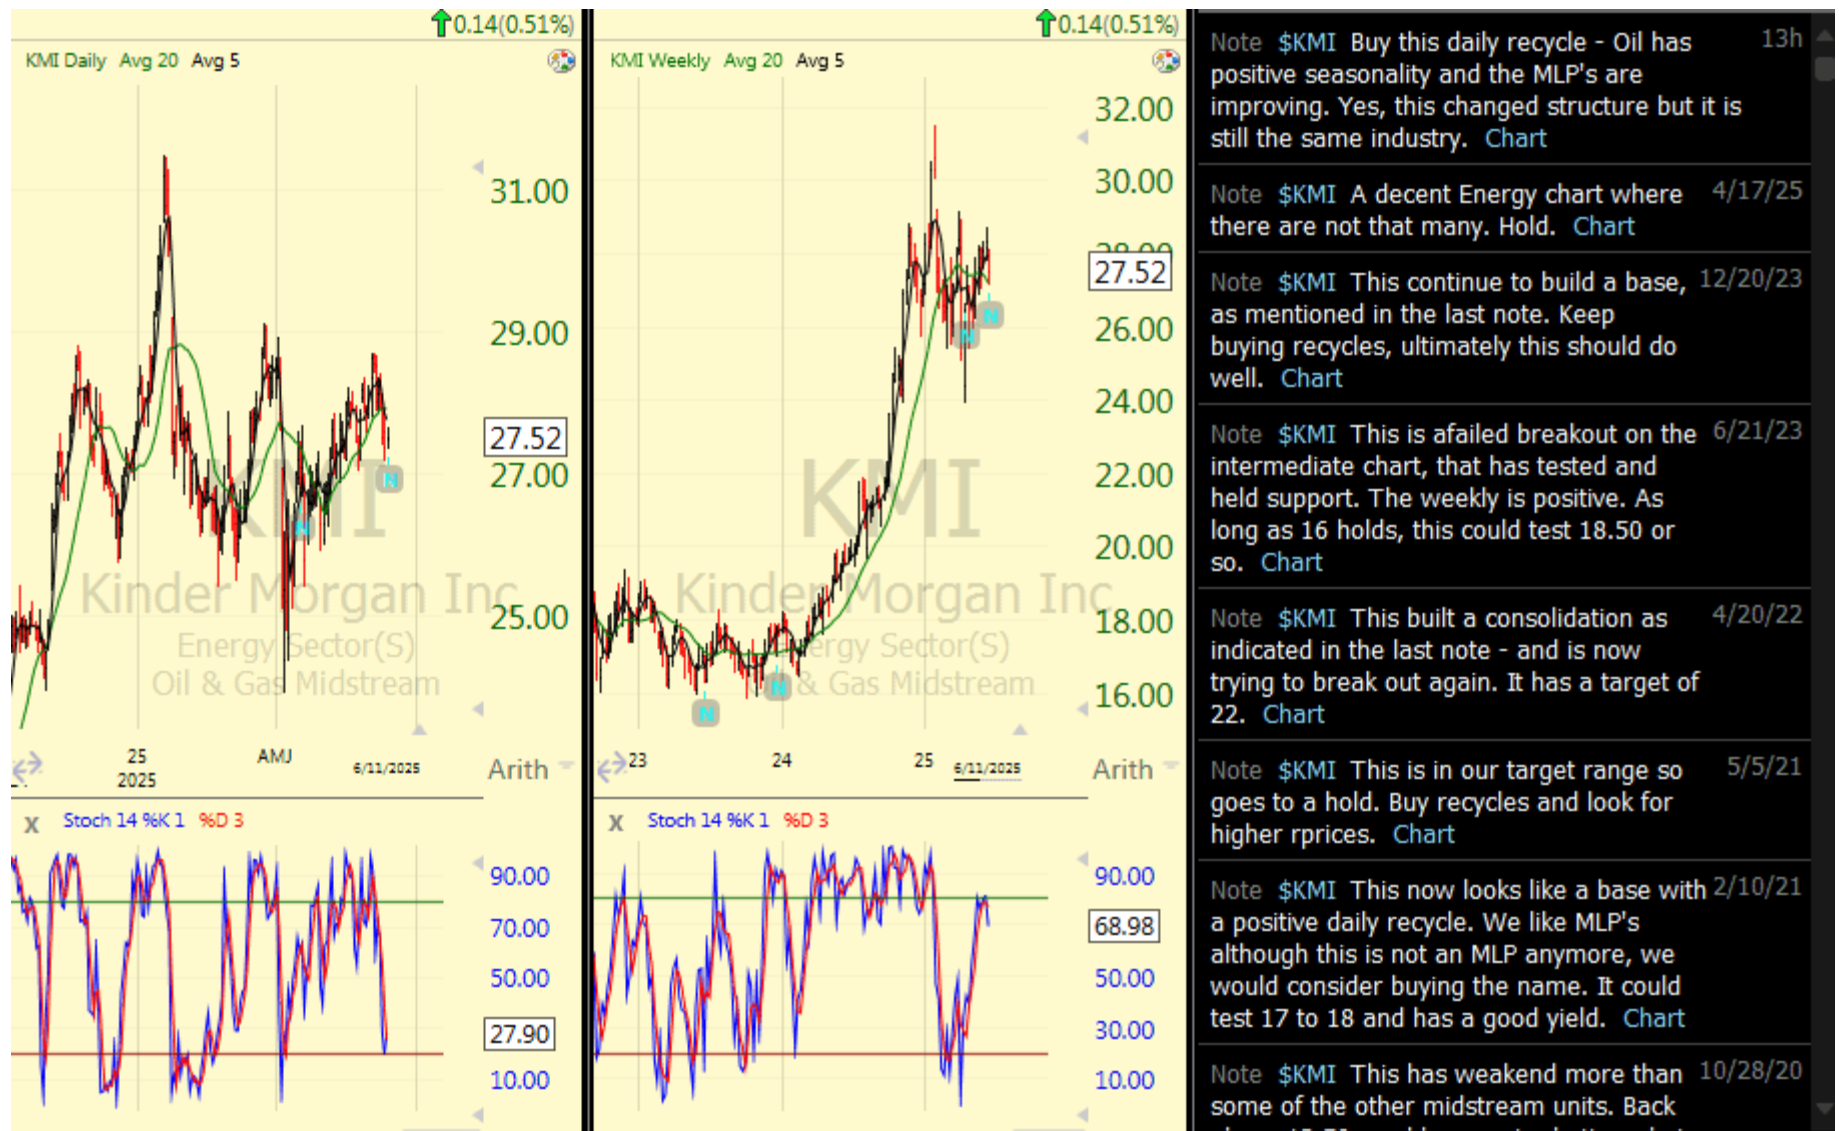 0.14(0.51%)
KMI Daily Avg 20 Avg 5
31.00
29.00
27.52
27.00
25.00
KMI
Kinder Morgan Inc
Energy Sector(S)
Oil & Gas Midstream
25
2025
AMJ
6/11/2025
Arith
X Stoch 14 %K 1 %D 3
90.00
70.00
50.00
27.90
10.00
N
N
0.14(0.51%)
KMI Weekly Avg 20 Avg 5
32.00
30.00
28.00
27.52
26.00
24.00
22.00
20.00
18.00
16.00
KMI
Kinder Morgan Inc
ergy Sector(S)
& Gas Midstream
N
N
N
N
23
24
25
6/11/2025
Arith
X Stoch 14 %K 1 %D 3
90.00
68.98
50.00
30.00
10.00
Note $KMI Buy this daily recycle - Oil has 13h
positive seasonality and the MLP's are
improving. Yes, this changed structure but it is
still the same industry. Chart
Note $KMI A decent Energy chart where 4/17/25
there are not that many. Hold. Chart
Note $KMI This continue to build a base, 12/20/23
as mentioned in the last note. Keep
buying recycles, ultimately this should do
well. Chart
Note $KMI This is afailed breakout on the 6/21/23
intermediate chart, that has tested and
held support. The weekly is positive. As
long as 16 holds, this could test 18.50 or
so. Chart
Note $KMI This built a consolidation as 4/20/22
indicated in the last note - and is now
trying to break out again. It has a target of
22. Chart
Note $KMI This is in our target range so 5/5/21
goes to a hold. Buy recycles and look for
higher rprices. Chart
Note $KMI This now looks like a base with 2/10/21
a positive daily recycle. We like MLP's
although this is not an MLP anymore, we
would consider buying the name. It could
test 17 to 18 and has a good yield. Chart
Note $KMI This has weakend more than 10/28/20
some of the other midstream units. Back